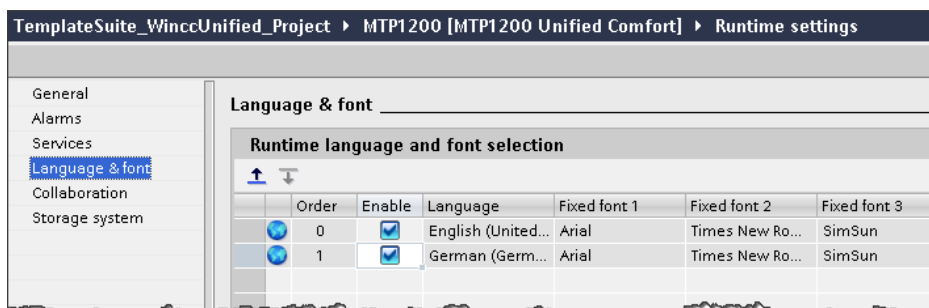 TemplateSuite_WinccUnified_Project ▸ MTP1200 [MTP1200 Unified Comfort] ▸ Runtime settings
General
Alarms
Services
Language & font
Collaboration
Storage system
Language & font
Runtime language and font selection
Order Enable Language Fixed font 1 Fixed font 2 Fixed font 3
0 English (United... Arial Times New Ro... SimSun
1 German (Germ... Arial Times New Ro... SimSun